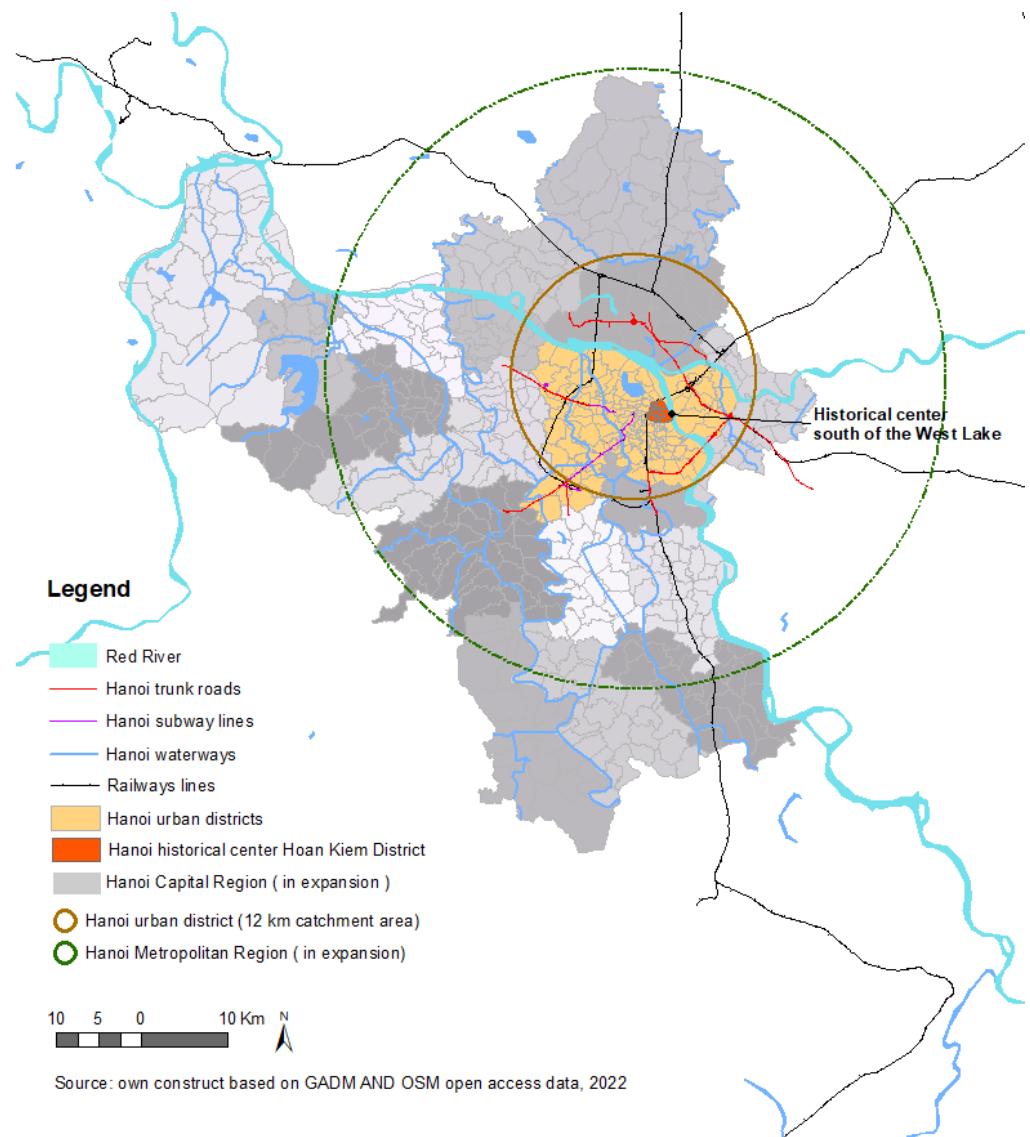 Historical center
south of the West Lake
Legend
Red River
Hanoi trunk roads
Hanoi subway lines
Hanoi waterways
Railways lines
Hanoi urban districts
Hanoi historical center Hoan Kiem District
Hanoi Capital Region ( in expansion )
Hanoi urban district (12 km catchment area)
Hanoi Metropolitan Region ( in expansion)
10 5 0 10 Km
N
Source: own construct based on GADM AND OSM open access data, 2022